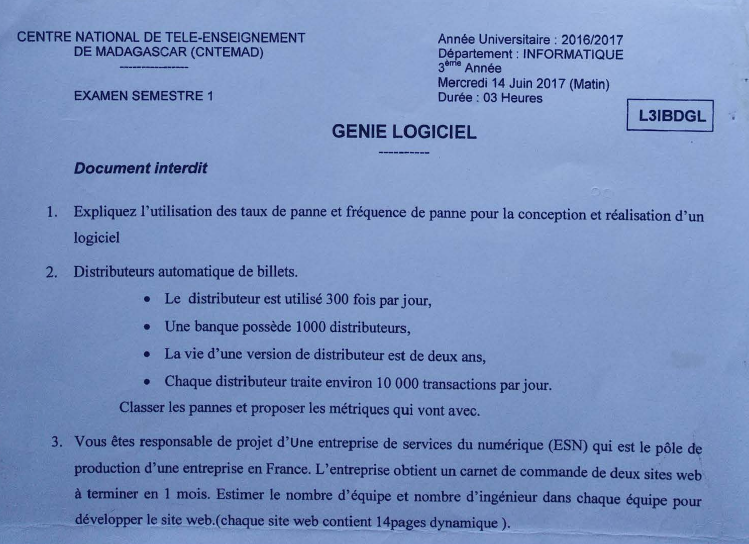 CENTRE NATIONAL DE TELE-ENSEIGNEMENT
DE MADAGASCAR (CNTEMAD)
----------------
EXAMEN SEMESTRE 1
Année Universitaire : 2016/2017
Département : INFORMATIQUE
3ème Année
Mercredi 14 Juin 2017 (Matin)
Durée : 03 Heures
L3IBDGL
GENIE LOGICIEL
----------
Document interdit
1. Expliquez l'utilisation des taux de panne et fréquence de panne pour la conception et réalisation d'un
logiciel
2. Distributeurs automatique de billets.
• Le distributeur est utilisé 300 fois par jour,
• Une banque possède 1000 distributeurs,
• La vie d'une version de distributeur est de deux ans,
• Chaque distributeur traite environ 10 000 transactions par jour.
Classer les pannes et proposer les métriques qui vont avec.
3. Vous êtes responsable de projet d'Une entreprise de services du numérique (ESN) qui est le pôle de
production d'une entreprise en France. L'entreprise obtient un carnet de commande de deux sites web
à terminer en 1 mois. Estimer le nombre d'équipe et nombre d'ingénieur dans chaque équipe pour
développer le site web.(chaque site web contient 14pages dynamique ).